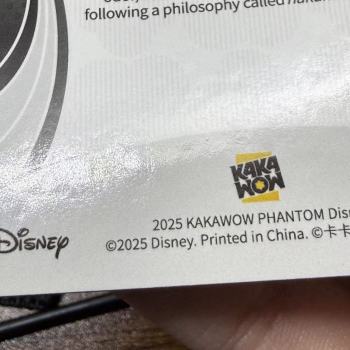 following a philosophy called
KAKA
WOW
2025 KAKAWOW PHANTOM
Disney
©2025 Disney. Printed in China. ©卡卡